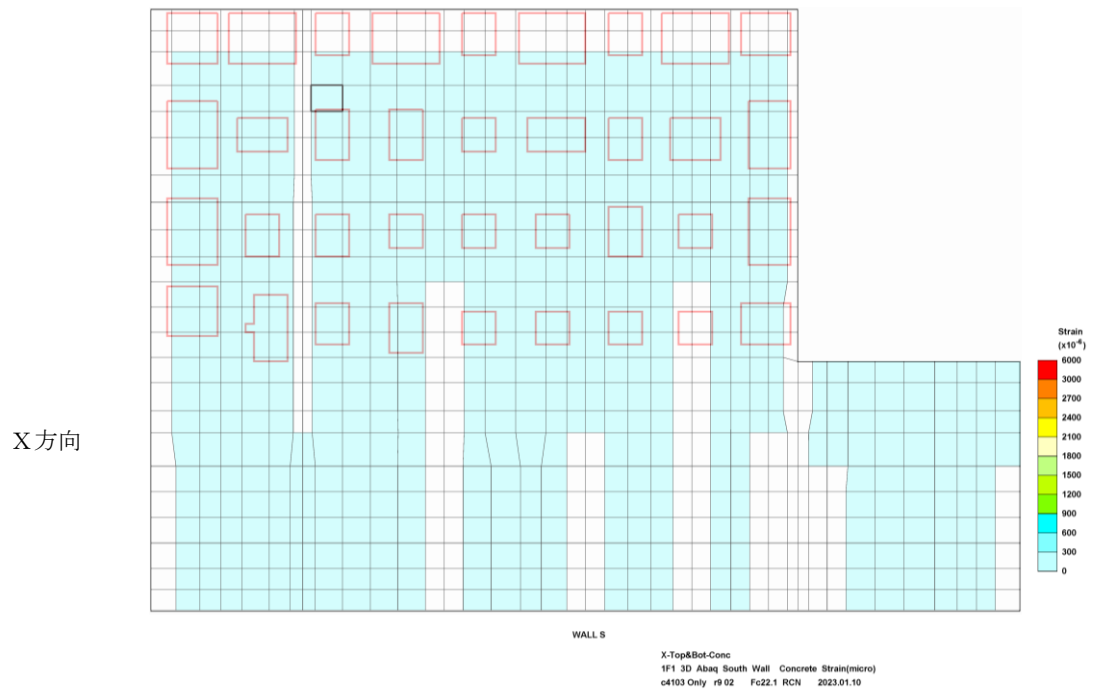 X方向
Strain
(x10⁻⁶)
6000
3000
2700
2400
2100
1800
1500
1200
900
600
300
0
WALL S
X-Top&Bot-Conc
1F1 3D Abaq South Wall Concrete Strain(micro)
c4103 Only r9 02 Fc22.1 RCN 2023.01.10